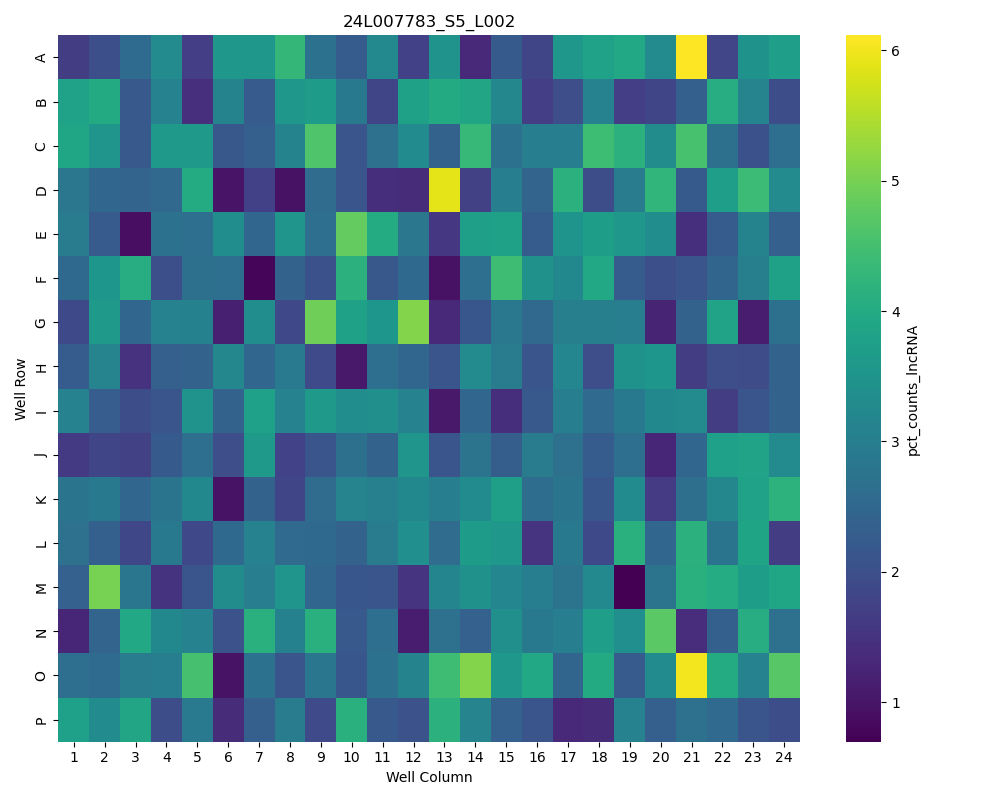 24L007783_S5_L002
A
B
C
D
E
F
G
H
I
J
K
L
M
N
O
P
Well Row
1 2 3 4 5 6 7 8 9 10 11 12 13 14 15 16 17 18 19 20 21 22 23 24
Well Column
6
5
4
3
2
1
pct_counts_lncRNA